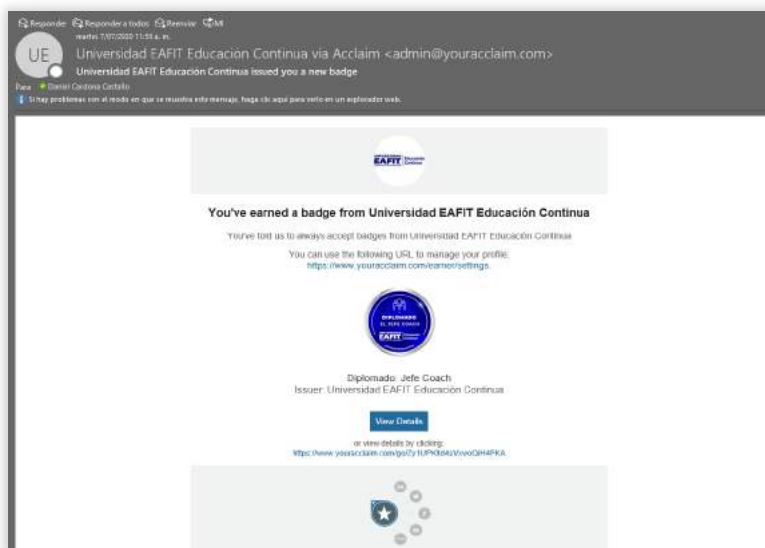 Responder Responder a todos Reenviar MI
martes 7/07/2020 11:59 a. m.
UE
Universidad EAFIT Educación Continua via Acclaim <admin@youracclaim.com>
Universidad EAFIT Educación Continua issued you a new badge
Para Daniel Cardona Castaño
Si hay problemas con el modo en que se muestra este mensaje, haga clic aquí para verlo en un explorador web.
EAFIT Educación Continua
You've earned a badge from Universidad EAFIT Educación Continua
You've told us to always accept badges from Universidad EAFIT Educación Continua
You can use the following URL to manage your profile:
https://www.youracclaim.com/earner/settings.
DIPLOMADO
EL JEFE COACH
EAFIT
Diplomado: Jefe Coach
Issuer: Universidad EAFIT Educación Continua
View Details
or view details by clicking: